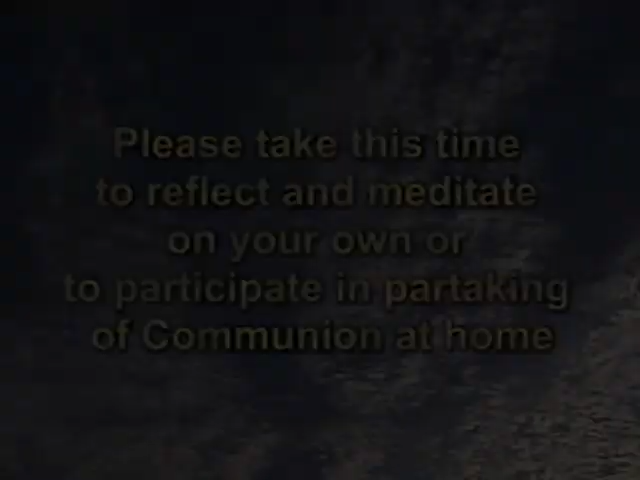 Please take this time
to reflect and meditate
on your own or
to participate in partaking
of Communion at home